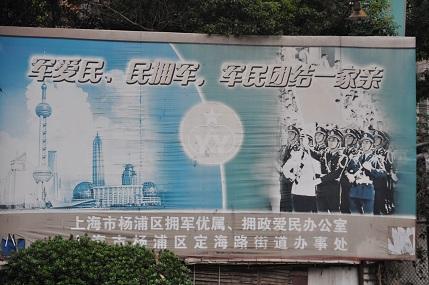 军爱民、民拥军，军民团结一家亲
上海市杨浦区拥军优属、拥政爱民办公室
海市杨浦区定海路街道办事处